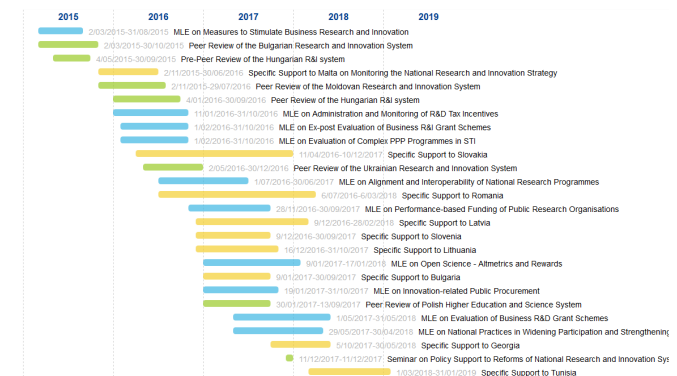 2015 2016 2017 2018 2019
2/03/2015-31/08/2015 MLE on Measures to Stimulate Business Research and Innovation
2/03/2015-30/10/2015 Peer Review of the Bulgarian Research and Innovation System
4/05/2015-30/09/2015 Pre-Peer Review of the Hungarian R&I system
2/11/2015-30/06/2016 Specific Support to Malta on Monitoring the National Research and Innovation Strategy
2/11/2015-29/07/2016 Peer Review of the Moldovan Research and Innovation System
4/01/2016-30/09/2016 Peer Review of the Hungarian R&I system
11/01/2016-31/10/2016 MLE on Administration and Monitoring of R&D Tax Incentives
1/02/2016-31/10/2016 MLE on Ex-post Evaluation of Business R&I Grant Schemes
1/02/2016-31/10/2016 MLE on Evaluation of Complex PPP Programmes in STI
11/04/2016-10/12/2017 Specific Support to Slovakia
2/05/2016-30/12/2016 Peer Review of the Ukrainian Research and Innovation System
1/07/2016-30/06/2017 MLE on Alignment and Interoperability of National Research Programmes
6/07/2016-6/03/2018 Specific Support to Romania
28/11/2016-30/09/2017 MLE on Performance-based Funding of Public Research Organisations
9/12/2016-28/02/2018 Specific Support to Latvia
9/12/2016-30/09/2017 Specific Support to Slovenia
16/12/2016-31/10/2017 Specific Support to Lithuania
9/01/2017-17/01/2018 MLE on Open Science - Altmetrics and Rewards
9/01/2017-30/09/2017 Specific Support to Bulgaria
19/01/2017-31/10/2017 MLE on Innovation-related Public Procurement
30/01/2017-13/09/2017 Peer Review of Polish Higher Education and Science System
1/05/2017-31/05/2018 MLE on Evaluation of Business R&D Grant Schemes
29/05/2017-30/04/2018 MLE on National Practices in Widening Participation and Strengthening
5/10/2017-30/05/2018 Specific Support to Georgia
11/12/2017-11/12/2017 Seminar on Policy Support to Reforms of National Research and Innovation Sys
1/03/2018-31/01/2019 Specific Support to Tunisia